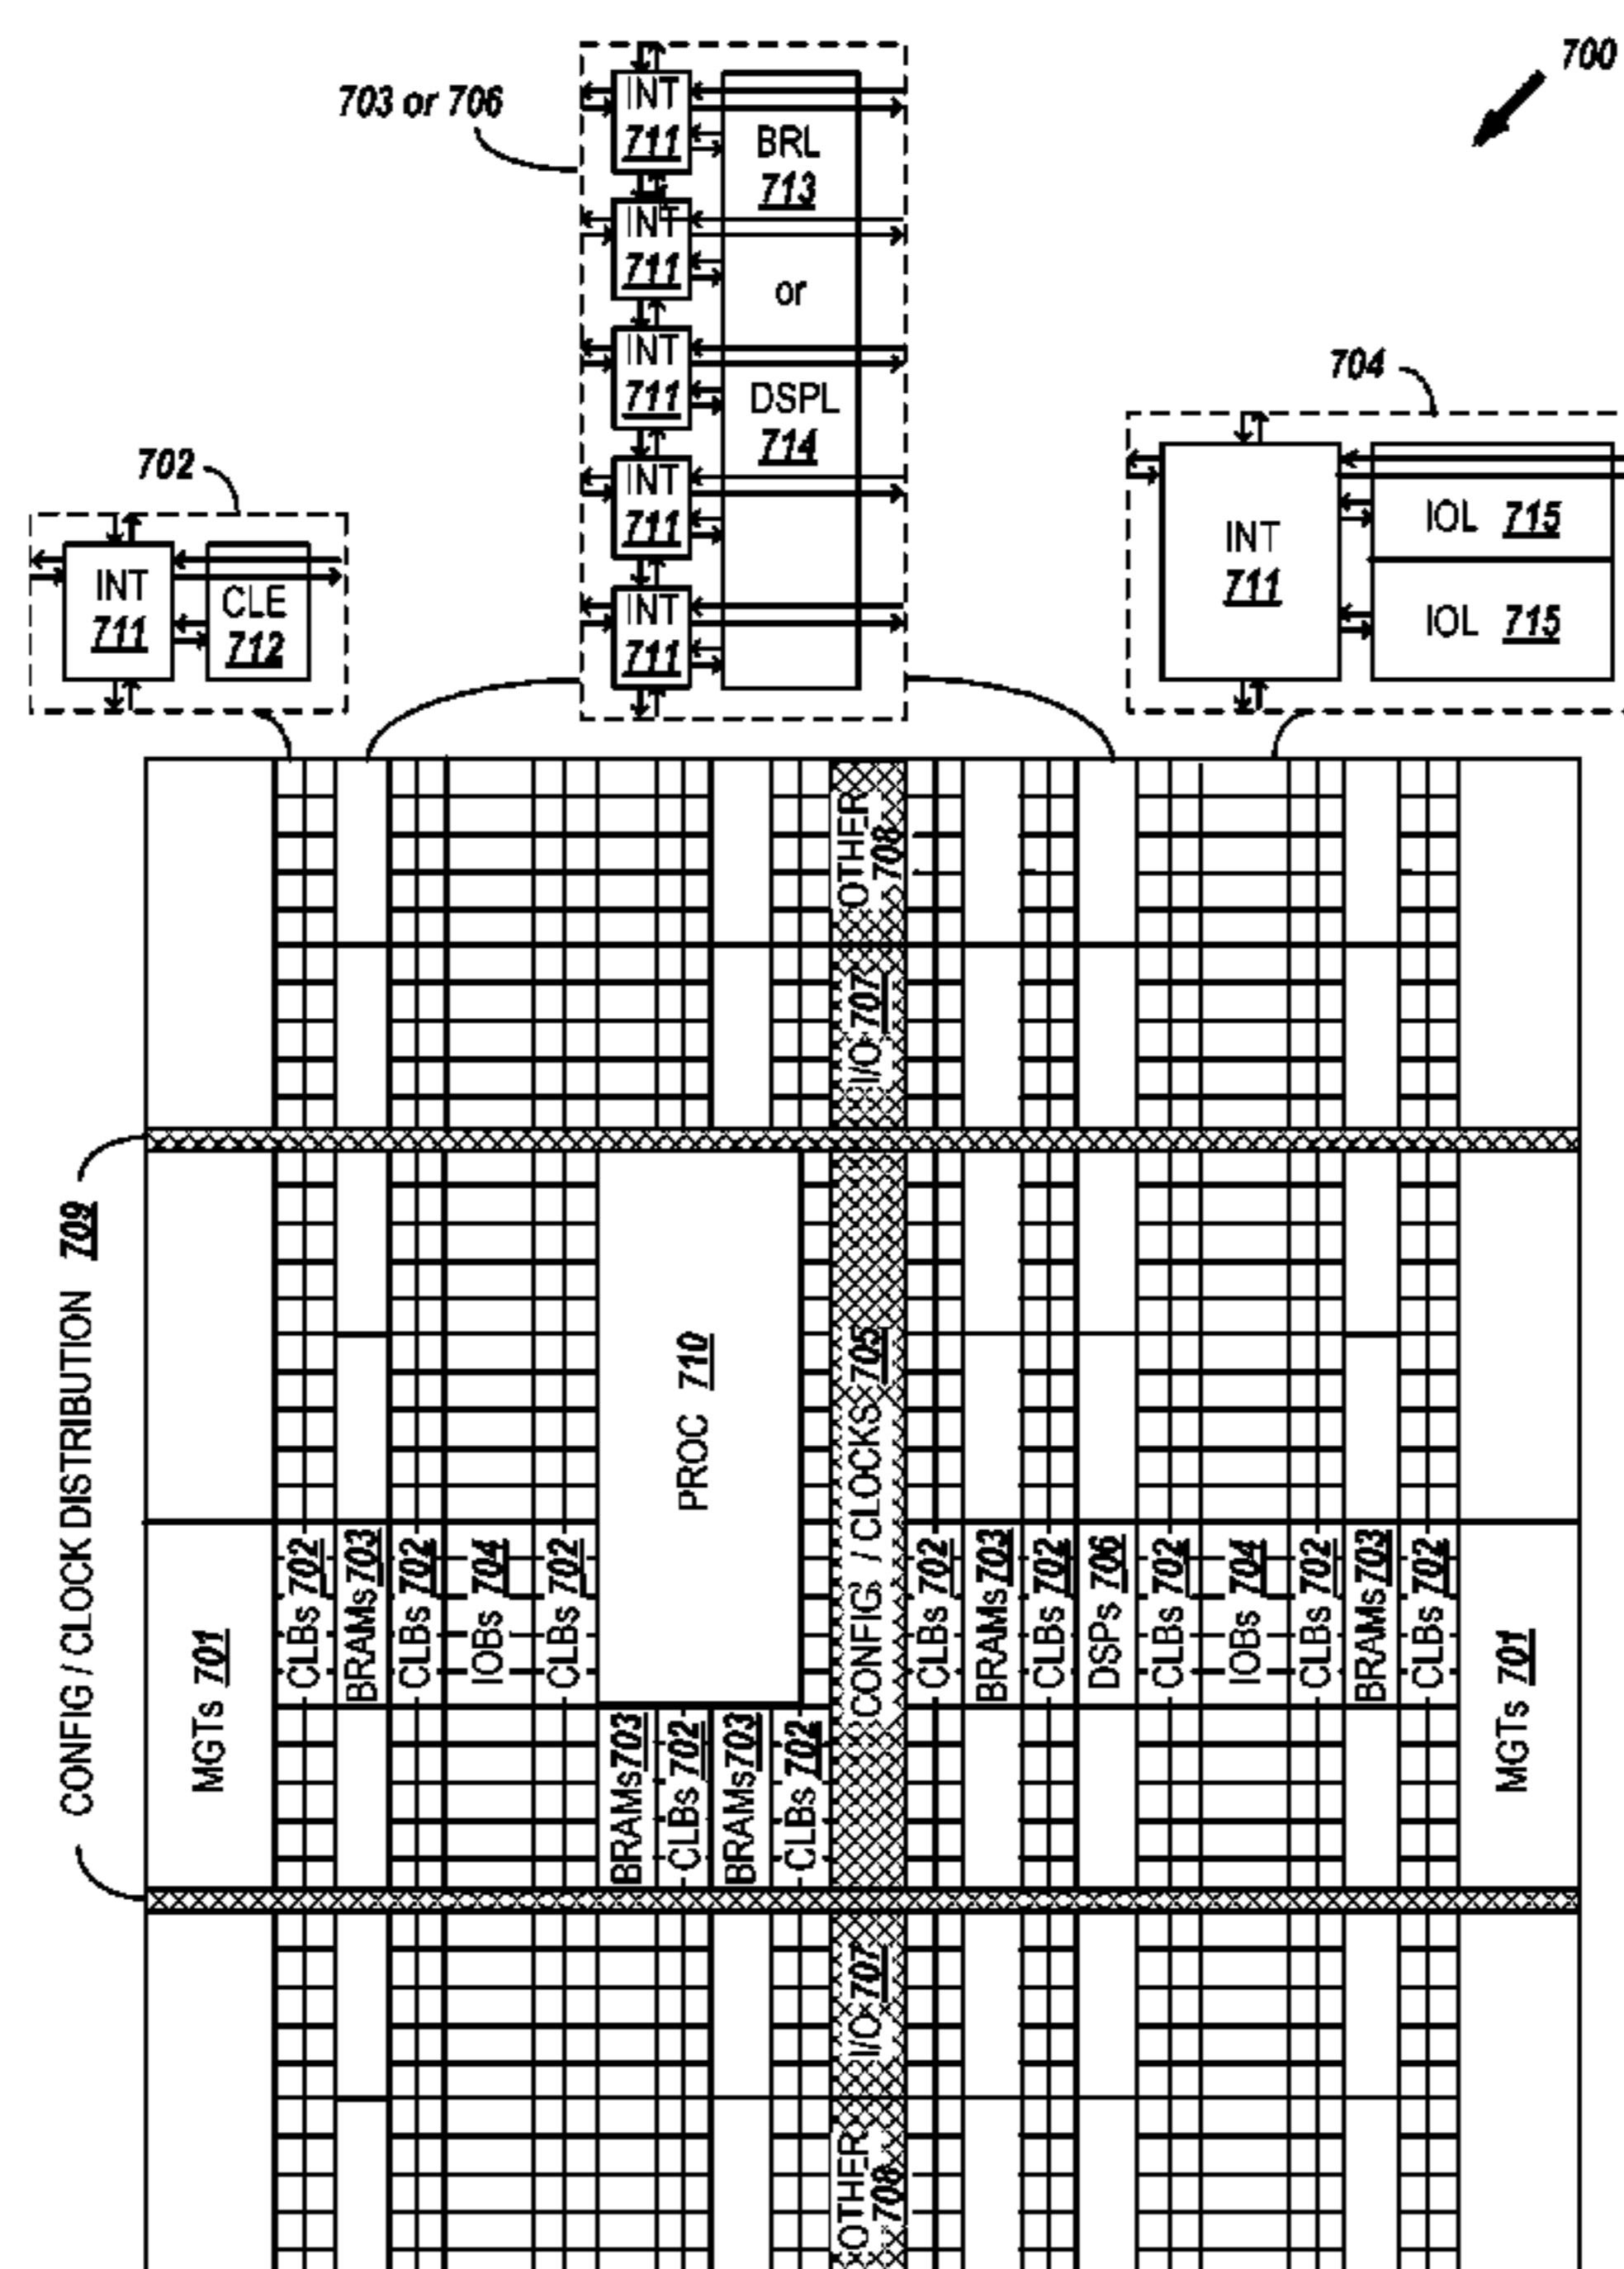 700
703 or 706
INT
711
INT
711
INT
711
INT
711
INT
711
BRL
713
or
DSPL
714
704
INT
711
IOL 715
IOL 715
702
INT
711
CLE
712
OTHER
708
I/O 707
CONFIG / CLOCK DISTRIBUTION 709
PROC 710
CONFIG / CLOCKS 705
MGTs 701
CLBs 702
BRAMs 703
CLBs 702
IOBs 704
CLBs 702
BRAMs 703
CLBs 702
BRAMs 703
CLBs 702
CLBs 702
BRAMs 703
CLBs 702
DSPs 706
CLBs 702
IOBs 704
CLBs 702
BRAMs 703
CLBs 702
MGTs 701
I/O 707
OTHER
708